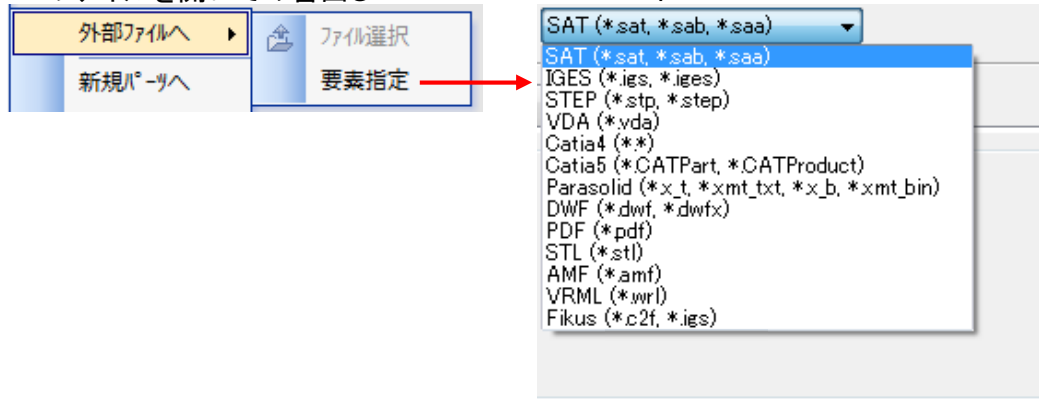 外部ファイルへ
ファイル選択
新規パーツへ
要素指定
SAT (*.sat, *.sab, *.saa)
SAT (*.sat, *.sab, *.saa)
IGES (*.igs, *.iges)
STEP (*.stp, *.step)
VDA (*.vda)
Catia4 (*.*)
Catia5 (*.CATPart, *.CATProduct)
Parasolid (*.x_t, *.xmt_txt, *.x_b, *.xmt_bin)
DWF (*.dwf, *.dwfx)
PDF (*.pdf)
STL (*.stl)
AMF (*.amf)
VRML (*.wrl)
Fikus (*.c2f, *.igs)